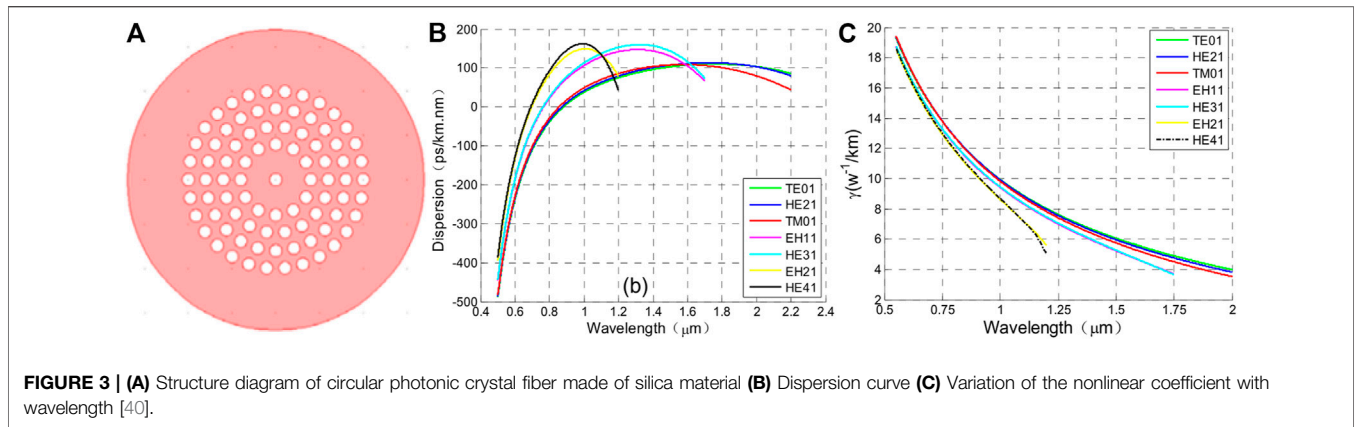 A
B
C
200
100
0
-100
-200
-300
-400
-500
Dispersion (ps/km.nm)
0.4 0.6 0.8 1 1.2 1.4 1.6 1.8 2 2.2 2.4
Wavelength (μm)
(b)
TE01
HE21
TM01
EH11
HE31
EH21
HE41
20
18
16
14
12
10
8
6
4
2
γ(w⁻¹/km)
0.5 0.75 1 1.25 1.5 1.75 2
Wavelength (μm)
TE01
HE21
TM01
EH11
HE31
EH21
HE41
FIGURE 3 | (A) Structure diagram of circular photonic crystal fiber made of silica material (B) Dispersion curve (C) Variation of the nonlinear coefficient with
wavelength [40].